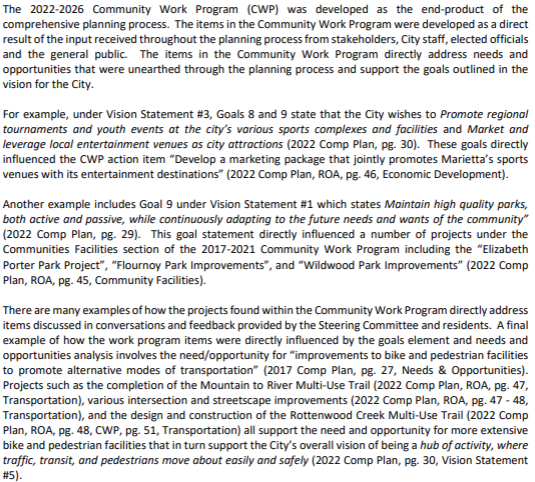 The 2022-2026 Community Work Program (CWP) was developed as the end-product of the
comprehensive planning process. The items in the Community Work Program were developed as a direct
result of the input received throughout the planning process from stakeholders, City staff, elected officials
and the general public. The items in the Community Work Program directly address needs and
opportunities that were unearthed through the planning process and support the goals outlined in the
vision for the City.
For example, under Vision Statement #3, Goals 8 and 9 state that the City wishes to Promote regional
tournaments and youth events at the city's various sports complexes and facilities and Market and
leverage local entertainment venues as city attractions (2022 Comp Plan, pg. 30). These goals directly
influenced the CWP action item "Develop a marketing package that jointly promotes Marietta's sports
venues with its entertainment destinations" (2022 Comp Plan, ROA, pg. 46, Economic Development).
Another example includes Goal 9 under Vision Statement #1 which states Maintain high quality parks,
both active and passive, while continuously adapting to the future needs and wants of the community"
(2022 Comp Plan, pg. 29). This goal statement directly influenced a number of projects under the
Communities Facilities section of the 2017-2021 Community Work Program including the "Elizabeth
Porter Park Project", "Flournoy Park Improvements", and "Wildwood Park Improvements" (2022 Comp
Plan, ROA, pg. 45, Community Facilities).
There are many examples of how the projects found within the Community Work Program directly address
items discussed in conversations and feedback provided by the Steering Committee and residents. A final
example of how the work program items were directly influenced by the goals element and needs and
opportunities analysis involves the need/opportunity for "improvements to bike and pedestrian facilities
to promote alternative modes of transportation" (2017 Comp Plan, pg. 27, Needs & Opportunities).
Projects such as the completion of the Mountain to River Multi-Use Trail (2022 Comp Plan, ROA, pg. 47,
Transportation), various intersection and streetscape improvements (2022 Comp Plan, ROA, pg. 47 - 48,
Transportation), and the design and construction of the Rottenwood Creek Multi-Use Trail (2022 Comp
Plan, ROA, pg. 48, CWP, pg. 51, Transportation) all support the need and opportunity for more extensive
bike and pedestrian facilities that in turn support the City's overall vision of being a hub of activity, where
traffic, transit, and pedestrians move about easily and safely (2022 Comp Plan, pg. 30, Vision Statement
#5).